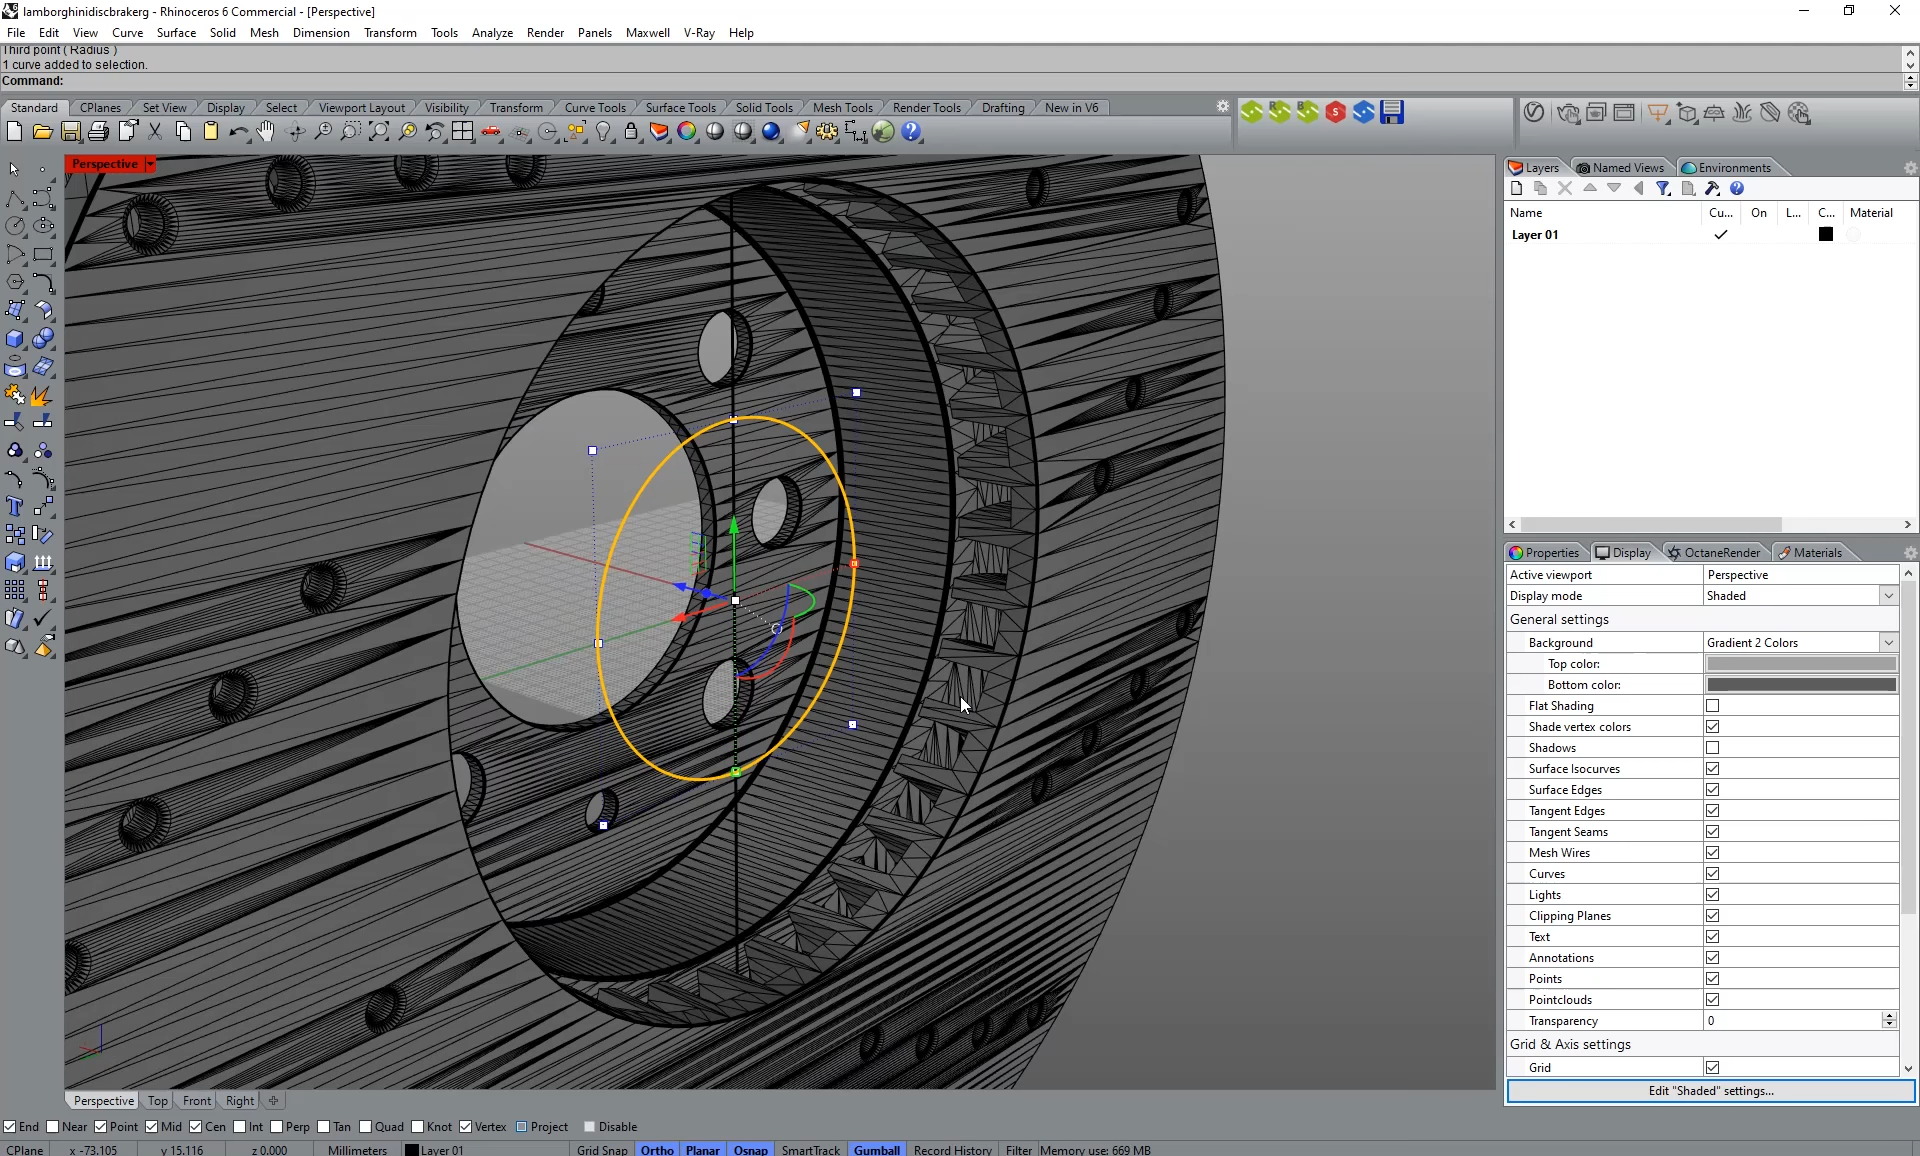 lamborghinidiscbrakerg - Rhinoceros 6 Commercial - [Perspective]
File Edit View Curve Surface Solid Mesh Dimension Transform Tools Analyze Render Panels Maxwell V-Ray Help
Third point ( Radius )
1 curve added to selection.
Command:
Standard CPlanes Set View Display Select Viewport Layout Visibility Transform Curve Tools Surface Tools Solid Tools Mesh Tools Render Tools Drafting New in V6
Perspective
Layers Named Views Environments
Name Cu... On L... C... Material
Layer 01
Properties Display OctaneRender Materials
Active viewport Perspective
Display mode Shaded
General settings
Background Gradient 2 Colors
Top color:
Bottom color:
Flat Shading
Shade vertex colors
Shadows
Surface Isocurves
Surface Edges
Tangent Edges
Tangent Seams
Mesh Wires
Curves
Lights
Clipping Planes
Text
Annotations
Points
Pointclouds
Transparency 0
Grid & Axis settings
Grid
Edit "Shaded" settings...
Perspective Top Front Right
End Near Point Mid Cen Int Perp Tan Quad Knot Vertex Project Disable
CPlane x -73.105 y 15.116 z 0.000 Millimeters Layer 01 Grid Snap Ortho Planar Osnap SmartTrack Gumball Record History Filter Memory use: 669 MB